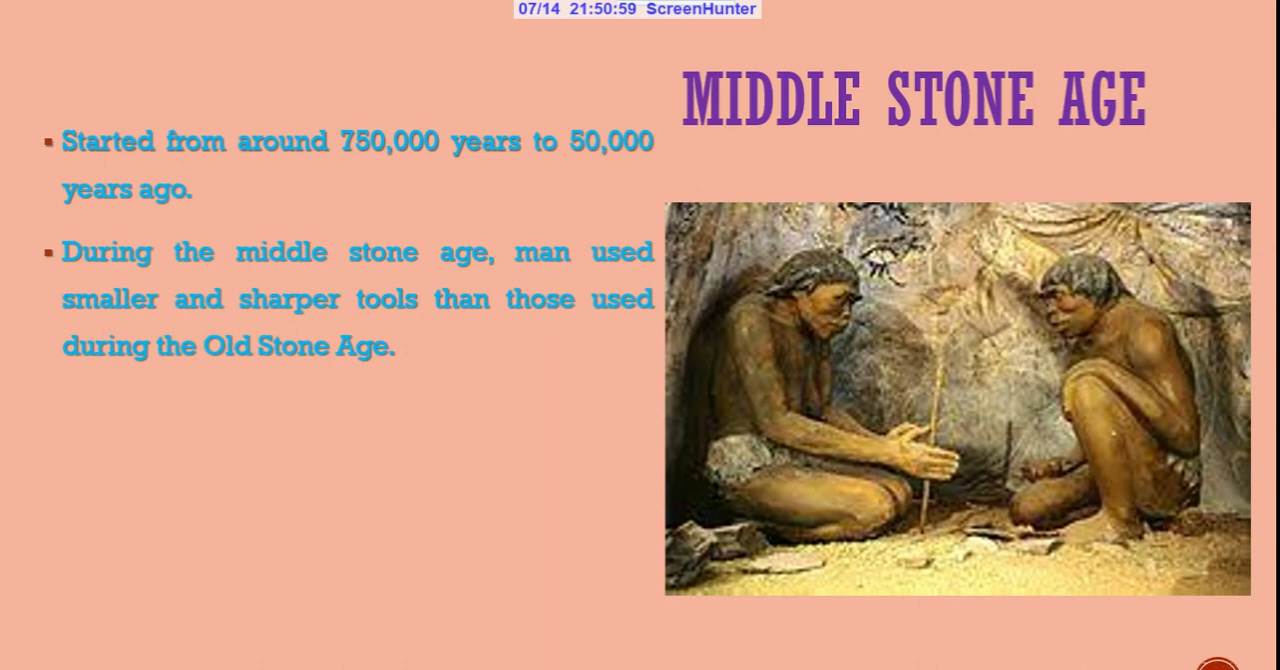 07/14 21:50:59 ScreenHunter
MIDDLE STONE AGE
▪ Started from around 750,000 years to 50,000
years ago.
▪ During the middle stone age, man used
smaller and sharper tools than those used
during the Old Stone Age.